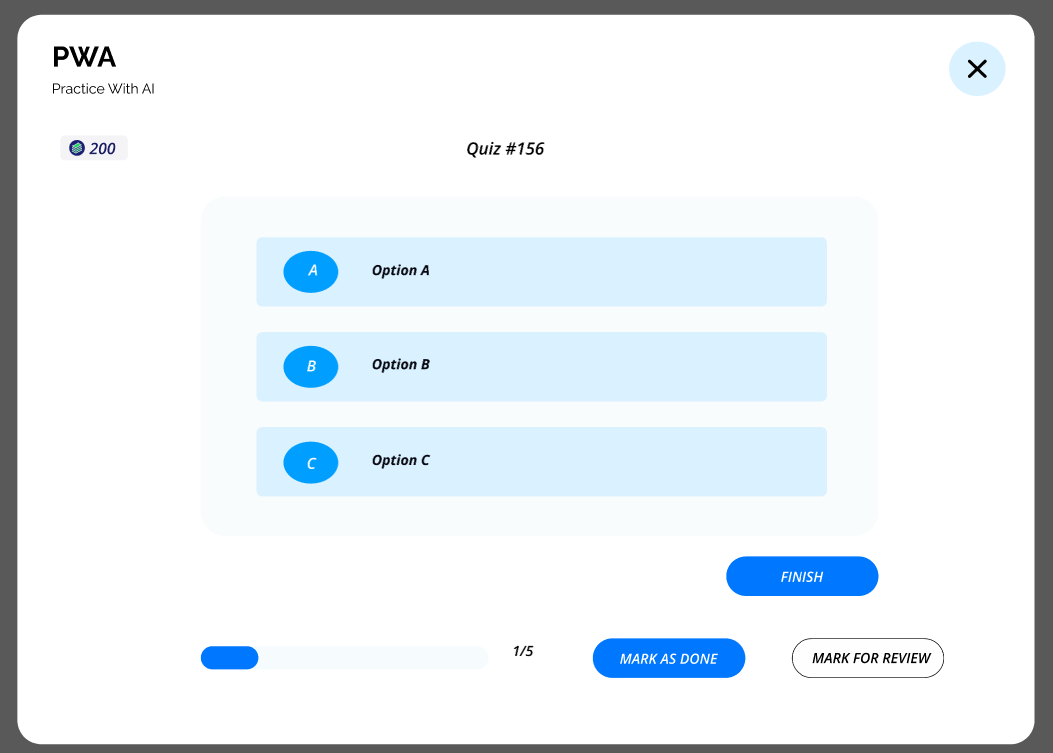 PWA
Practice With AI
200
Quiz #156
A Option A
B Option B
C Option C
FINISH
1/5
MARK AS DONE
MARK FOR REVIEW